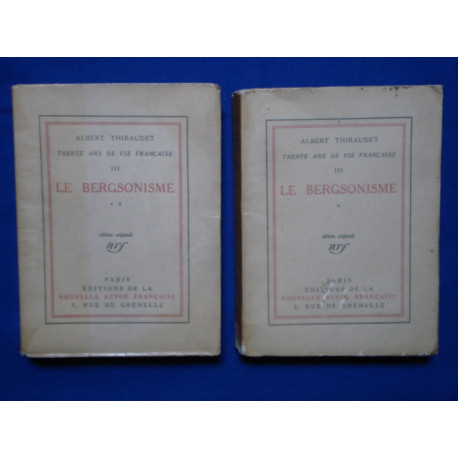 ALBERT THIBAUDET
TRENTE ANS DE VIE FRANÇAISE
III
LE BERGSONISME
* *
édition originale
nrf
PARIS
ÉDITIONS DE LA
NOUVELLE REVUE FRANÇAISE
3, RUE DE GRENELLE
ALBERT THIBAUDET
TRENTE ANS DE VIE FRANÇAISE
III
LE BERGSONISME
*
édition originale
nrf
PARIS
ÉDITIONS DE LA
NOUVELLE REVUE FRANÇAISE
3, RUE DE GRENELLE